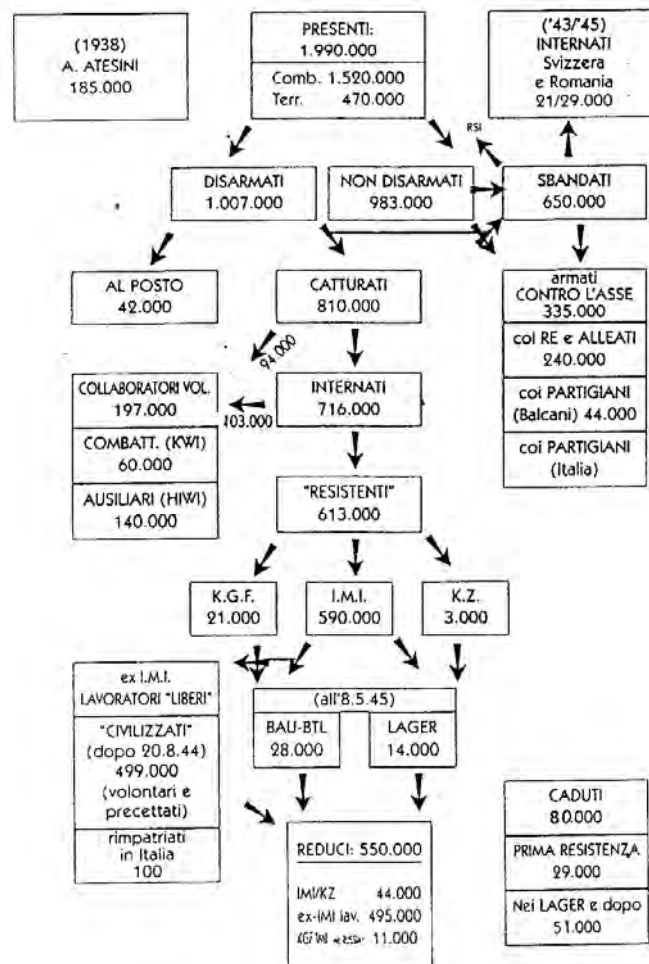 (1938)
A. ATESINI
185.000
PRESENTI:
1.990.000
Comb. 1.520.000
Terr. 470.000
('43/'45)
INTERNATI
Svizzera
e Romania
21/29.000
RSI
DISARMATI
1.007.000
NON DISARMATI
983.000
SBANDATI
650.000
AL POSTO
42.000
CATTURATI
810.000
armati
CONTRO L'ASSE
335.000
col RE e ALLEATI
240.000
coi PARTIGIANI
(Balcani) 44.000
coi PARTIGIANI
(Italia)
94.000
COLLABORATORI VOL.
197.000
103.000
INTERNATI
716.000
COMBATT. (KWI)
60.000
AUSILIARI (HIWI)
140.000
"RESISTENTI"
613.000
K.G.F.
21.000
I.M.I.
590.000
K.Z.
3.000
ex I.M.I.
LAVORATORI "LIBERI"
"CIVILIZZATI"
(dopo 20.8.44)
499.000
(volontari e
precettati)
rimpatriati
in Italia
100
(all'8.5.45)
BAU-BTL
28.000
LAGER
14.000
REDUCI: 550.000
IMI/KZ 44.000
ex-IMI lav. 495.000
11.000
CADUTI
80.000
PRIMA RESISTENZA
29.000
Nei LAGER e dopo
51.000